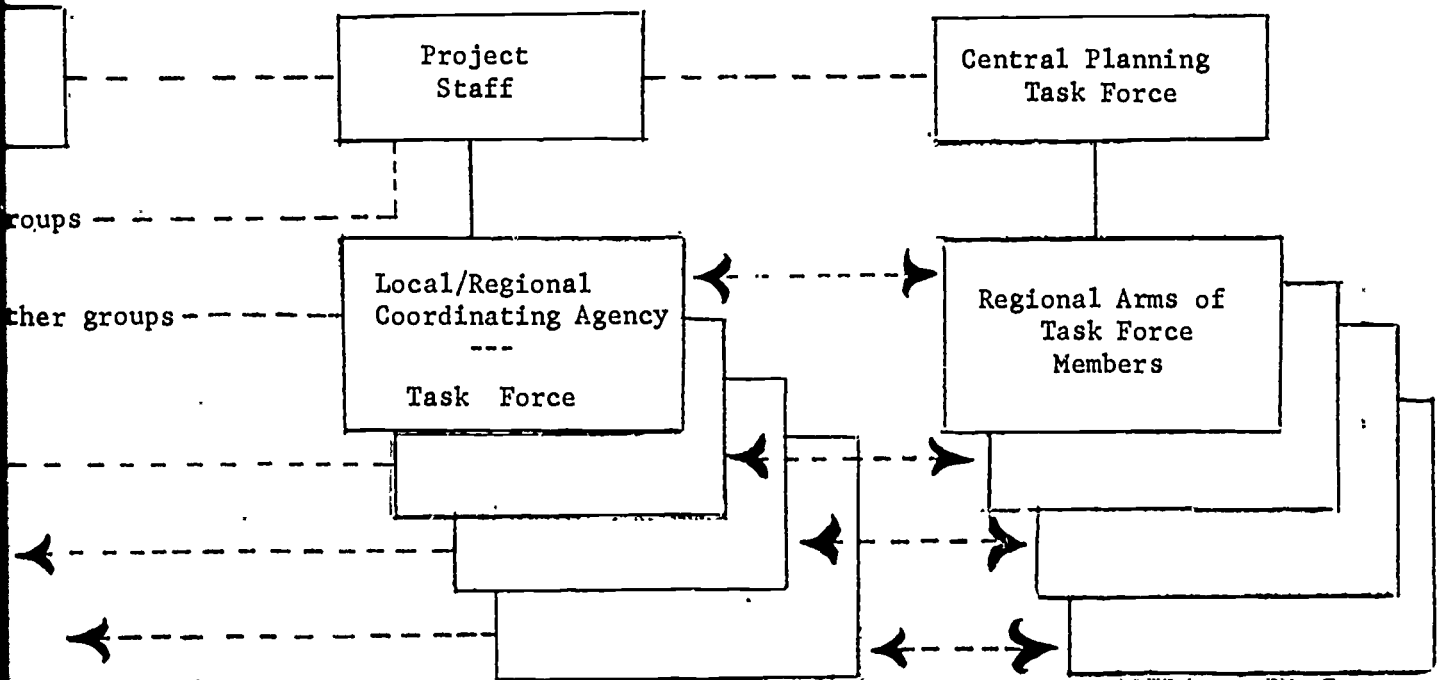 Project
Staff
Central Planning
Task Force
roups
ther groups
Local/Regional
Coordinating Agency
---
Task Force
Regional Arms of
Task Force
Members